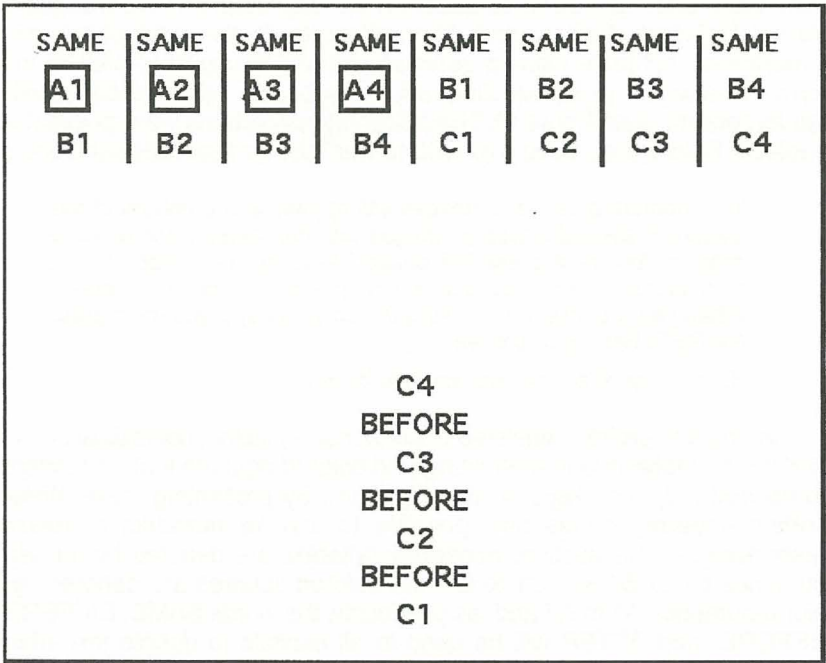 SAME SAME SAME SAME SAME SAME SAME SAME
A1 A2 A3 A4 B1 B2 B3 B4
B1 B2 B3 B4 C1 C2 C3 C4
C4
BEFORE
C3
BEFORE
C2
BEFORE
C1